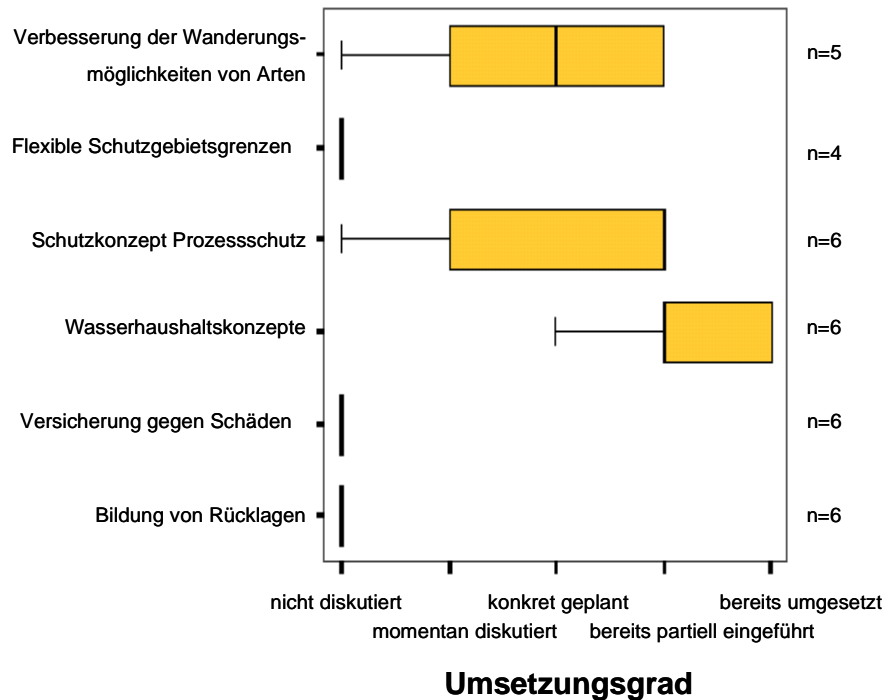 Verbesserung der Wanderungs-
möglichkeiten von Arten
n=5
Flexible Schutzgebietsgrenzen
n=4
Schutzkonzept Prozessschutz
n=6
Wasserhaushaltskonzepte
n=6
Versicherung gegen Schäden
n=6
Bildung von Rücklagen
n=6
nicht diskutiert
konkret geplant
bereits umgesetzt
momentan diskutiert
bereits partiell eingeführt
Umsetzungsgrad